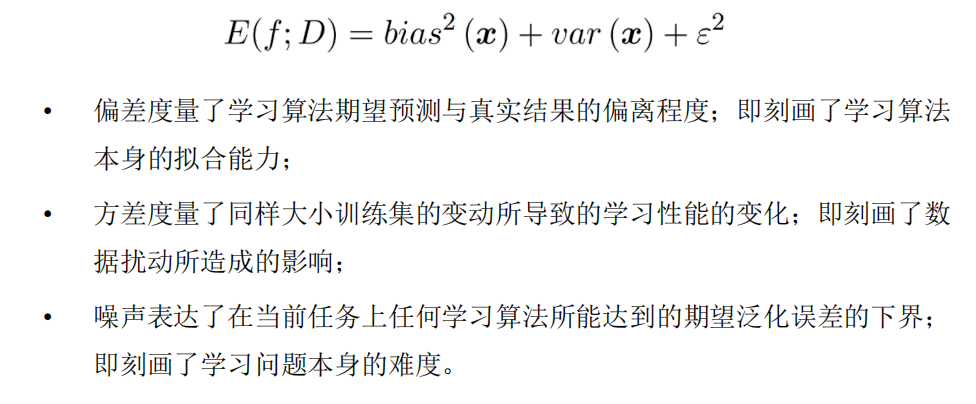 E(f; D) = bias² (x) + var (x) + ε²
• 偏差度量了学习算法期望预测与真实结果的偏离程度；即刻画了学习算法
本身的拟合能力；
• 方差度量了同样大小训练集的变动所导致的学习性能的变化；即刻画了数
据扰动所造成的影响；
• 噪声表达了在当前任务上任何学习算法所能达到的期望泛化误差的下界；
即刻画了学习问题本身的难度。